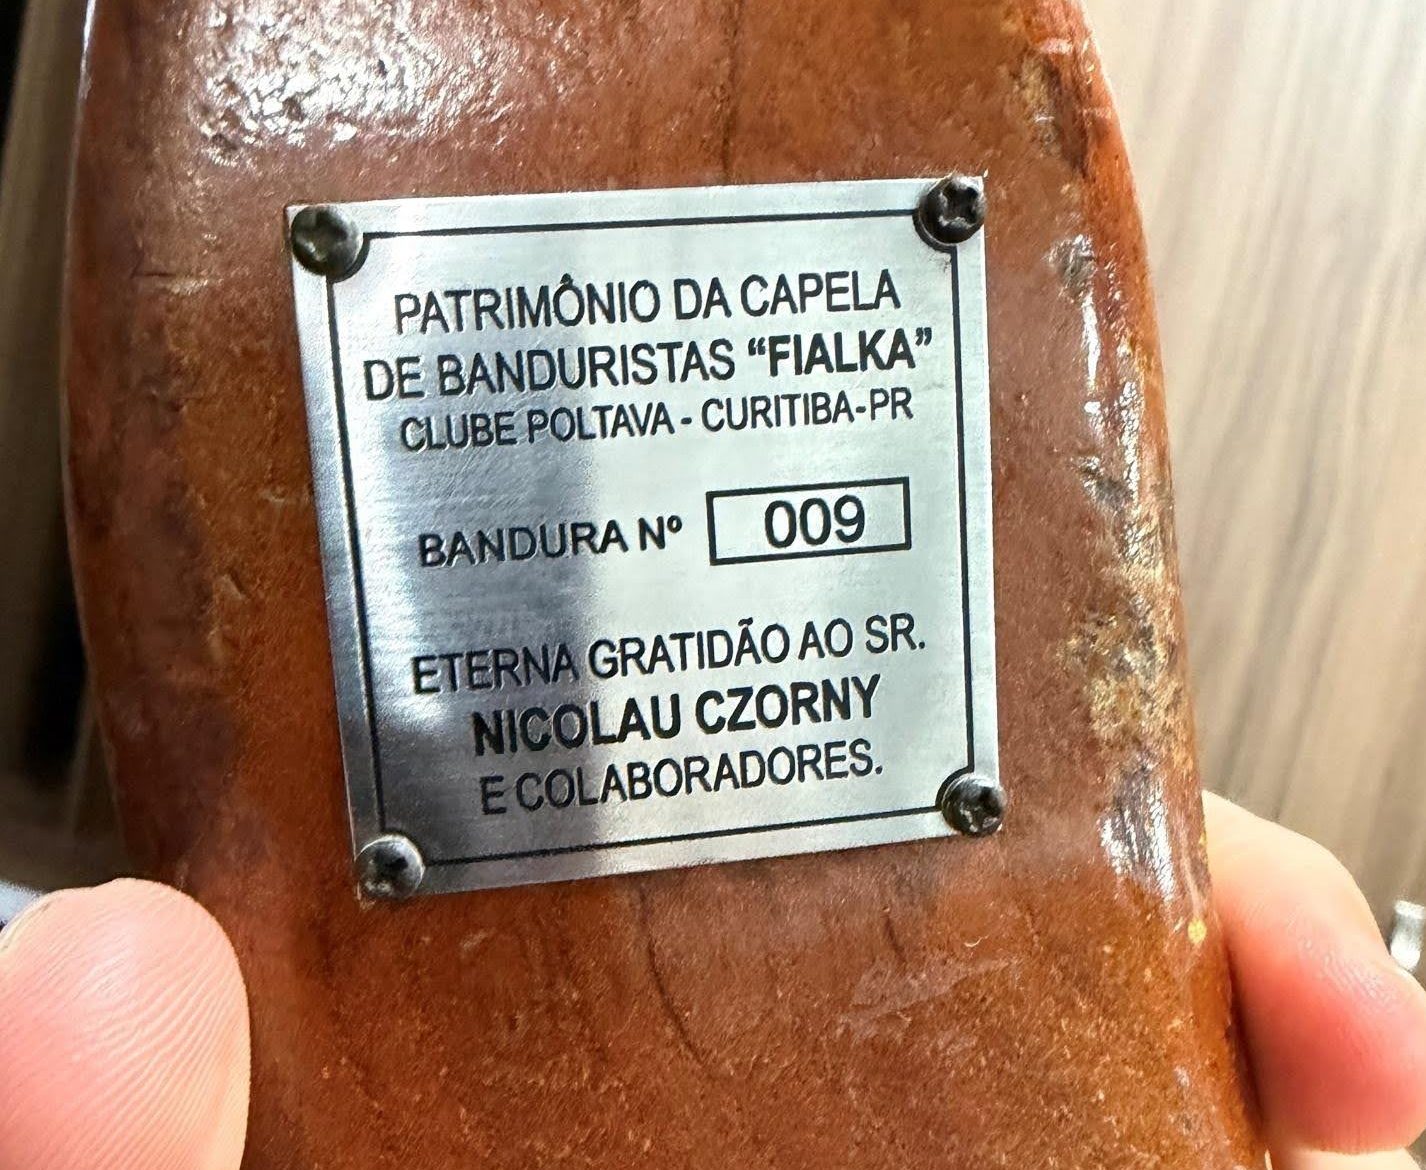 PATRIMÔNIO DA CAPELA
DE BANDURISTAS “FIALKA”
CLUBE POLTAVA - CURITIBA-PR
BANDURA Nº 009
ETERNA GRATIDÃO AO SR.
NICOLAU CZORNY
E COLABORADORES.